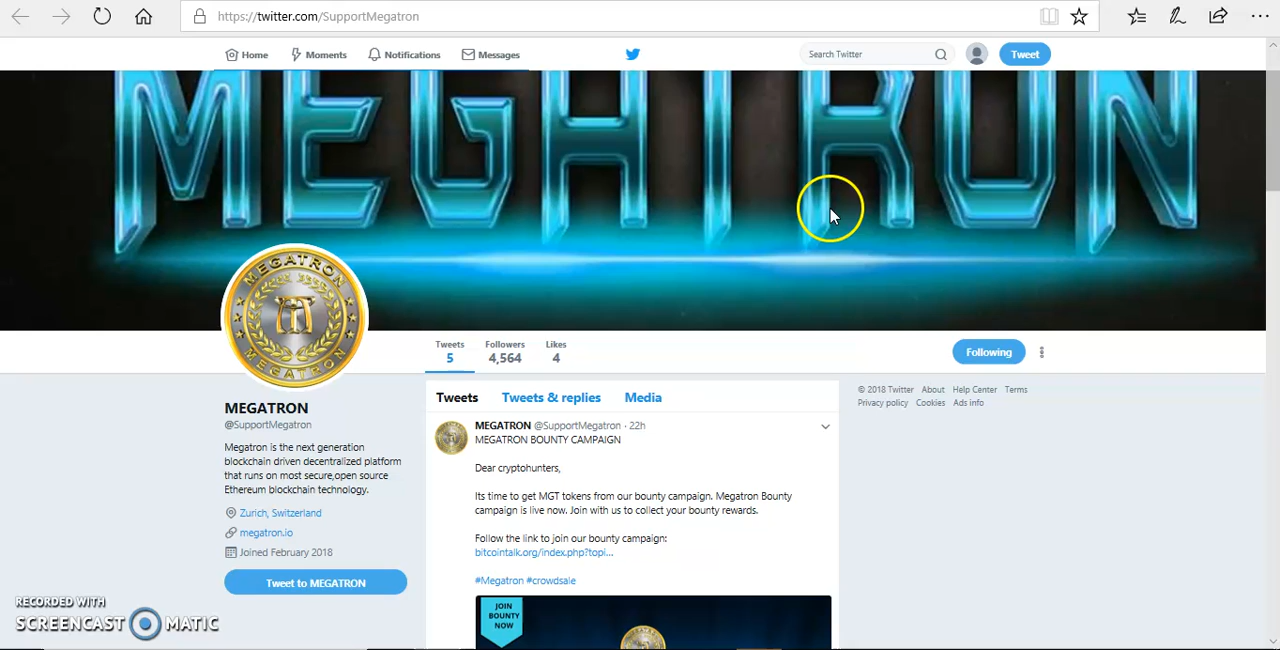 https://twitter.com/SupportMegatron
Home Moments Notifications Messages
Search Twitter
Tweet
MEGATRON
MEGATRON
MEGATRON
Tweets Followers Likes
5 4,564 4
Following
MEGATRON
@SupportMegatron
Megatron is the next generation
blockchain driven decentralized platform
that runs on most secure,open source
Ethereum blockchain technology.
Zurich, Switzerland
megatron.io
Joined February 2018
Tweet to MEGATRON
Tweets Tweets & replies Media
MEGATRON @SupportMegatron · 22h
MEGATRON BOUNTY CAMPAIGN
Dear cryptohunters,
Its time to get MGT tokens from our bounty campaign. Megatron Bounty
campaign is live now. Join with us to collect your bounty rewards.
Follow the link to join our bounty campaign:
bitcointalk.org/index.php?topi...
#Megatron #crowdsale
JOIN
BOUNTY
NOW
© 2018 Twitter About Help Center Terms
Privacy policy Cookies Ads info
RECORDED WITH
SCREENCAST MATIC